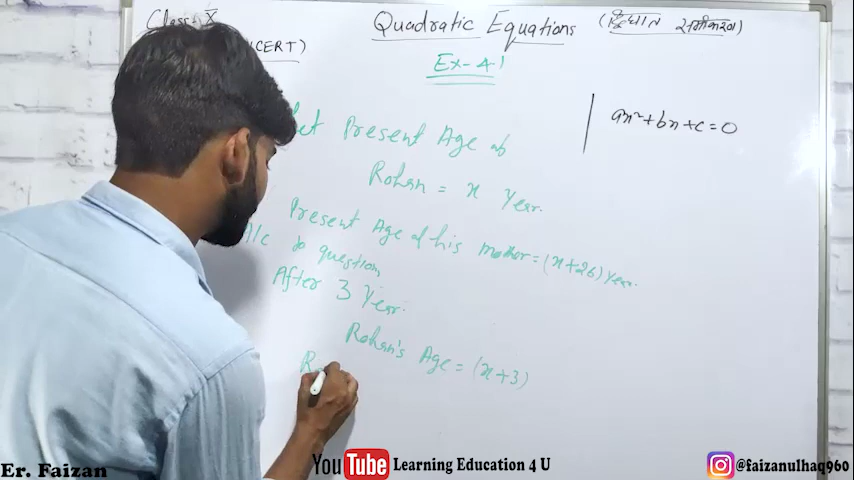 Class-X
Quadratic Equations (द्विघात समीकरण)
CERT)
Ex-4.1
ax²+bx+c=0
Let Present Age of
Rohan = x Year.
Present Age of his mother = (x+26) Year.
A/c to question,
After 3 Year.
Rohan's Age = (x+3)
R
Er. Faizan
YouTube Learning Education 4 U
@faizanulhaq960